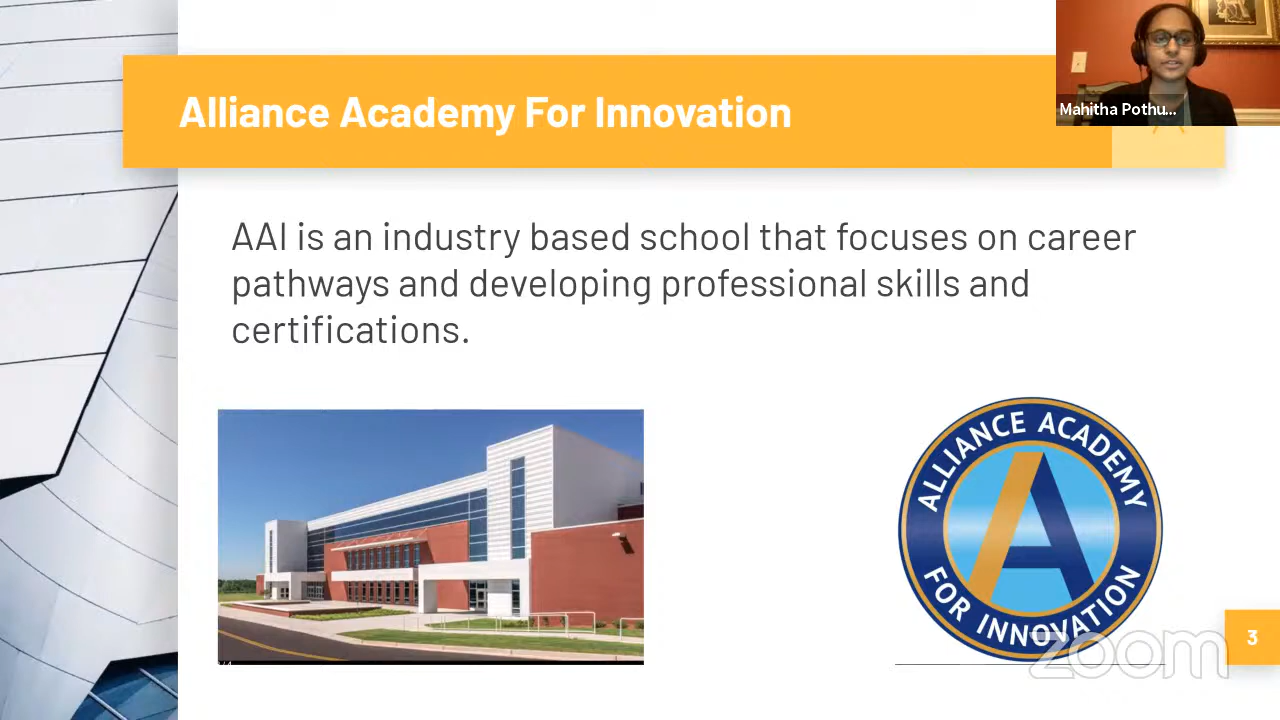 Alliance Academy For Innovation
Mahitha Pothu...
AAI is an industry based school that focuses on career
pathways and developing professional skills and
certifications.
ALLIANCE ACADEMY
FOR INNOVATION
zoom
3